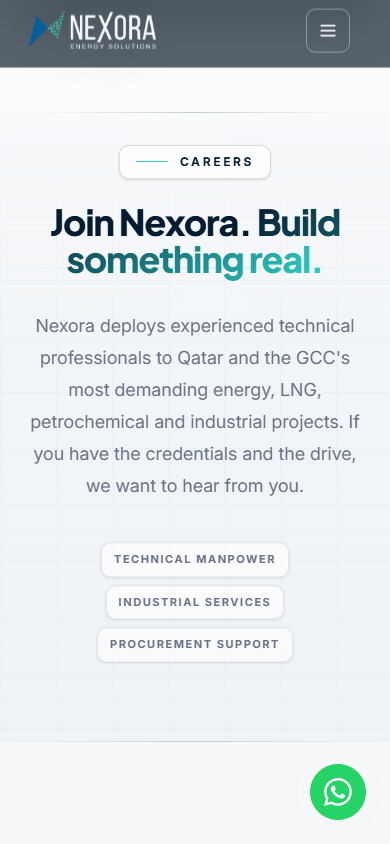 NEXORA
ENERGY SOLUTIONS
CAREERS
Join Nexora. Build
something real.
Nexora deploys experienced technical
professionals to Qatar and the GCC's
most demanding energy, LNG,
petrochemical and industrial projects. If
you have the credentials and the drive,
we want to hear from you.
TECHNICAL MANPOWER
INDUSTRIAL SERVICES
PROCUREMENT SUPPORT